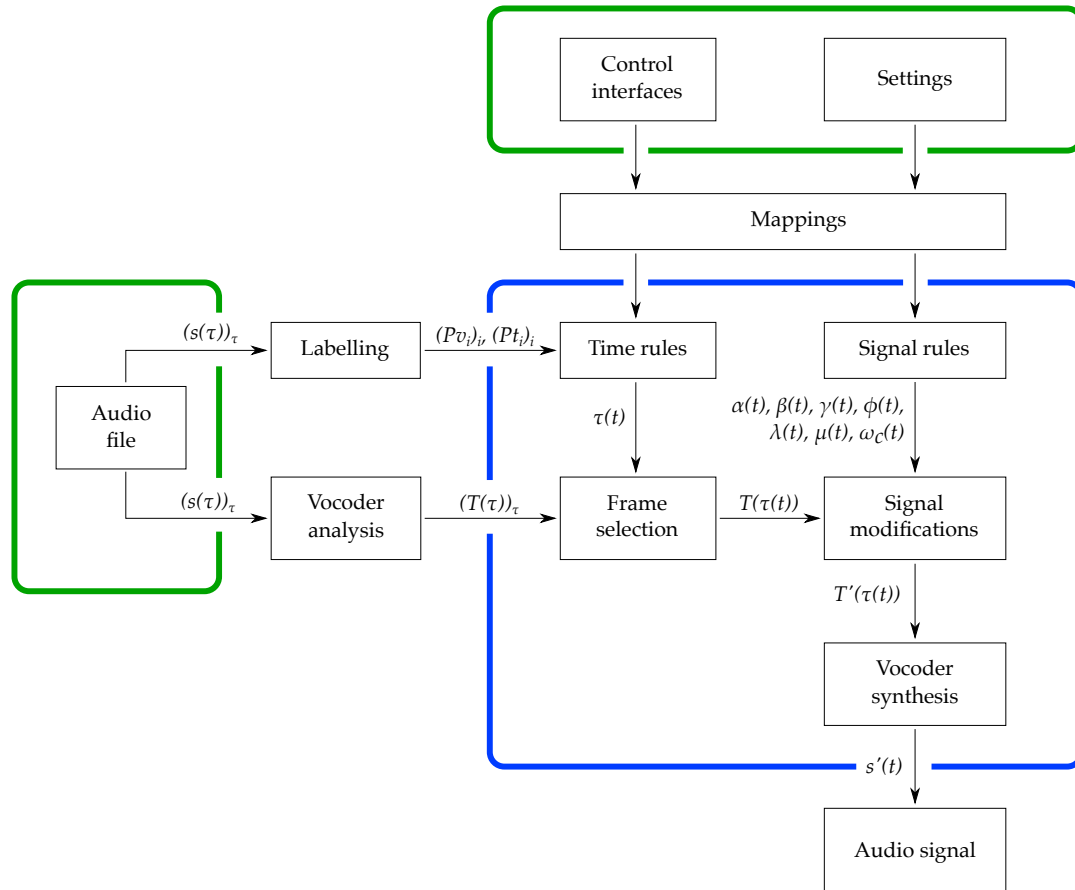 Control
interfaces
Settings
Mappings
(s(τ))τ
Labelling
(Pvi)i, (Pti)i
Time rules
Signal rules
Audio
file
τ(t)
α(t), β(t), γ(t), ϕ(t),
λ(t), μ(t), ωC(t)
(s(τ))τ
Vocoder
analysis
(T(τ))τ
Frame
selection
T(τ(t))
Signal
modifications
T'(τ(t))
Vocoder
synthesis
s'(t)
Audio signal